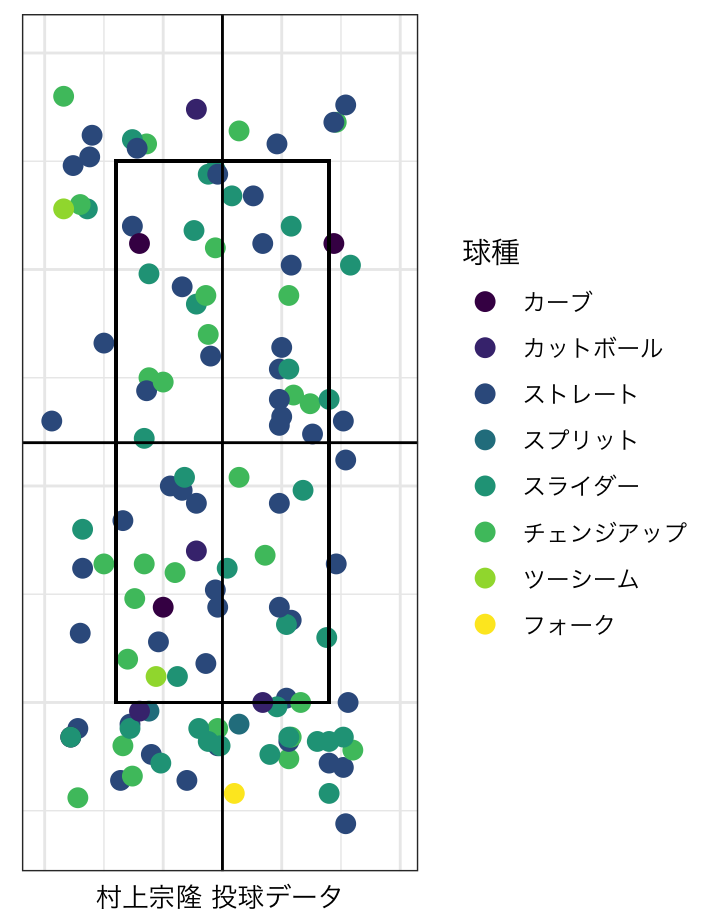 球種
カーブ
カットボール
ストレート
スプリット
スライダー
チェンジアップ
ツーシーム
フォーク
村上宗隆 投球データ